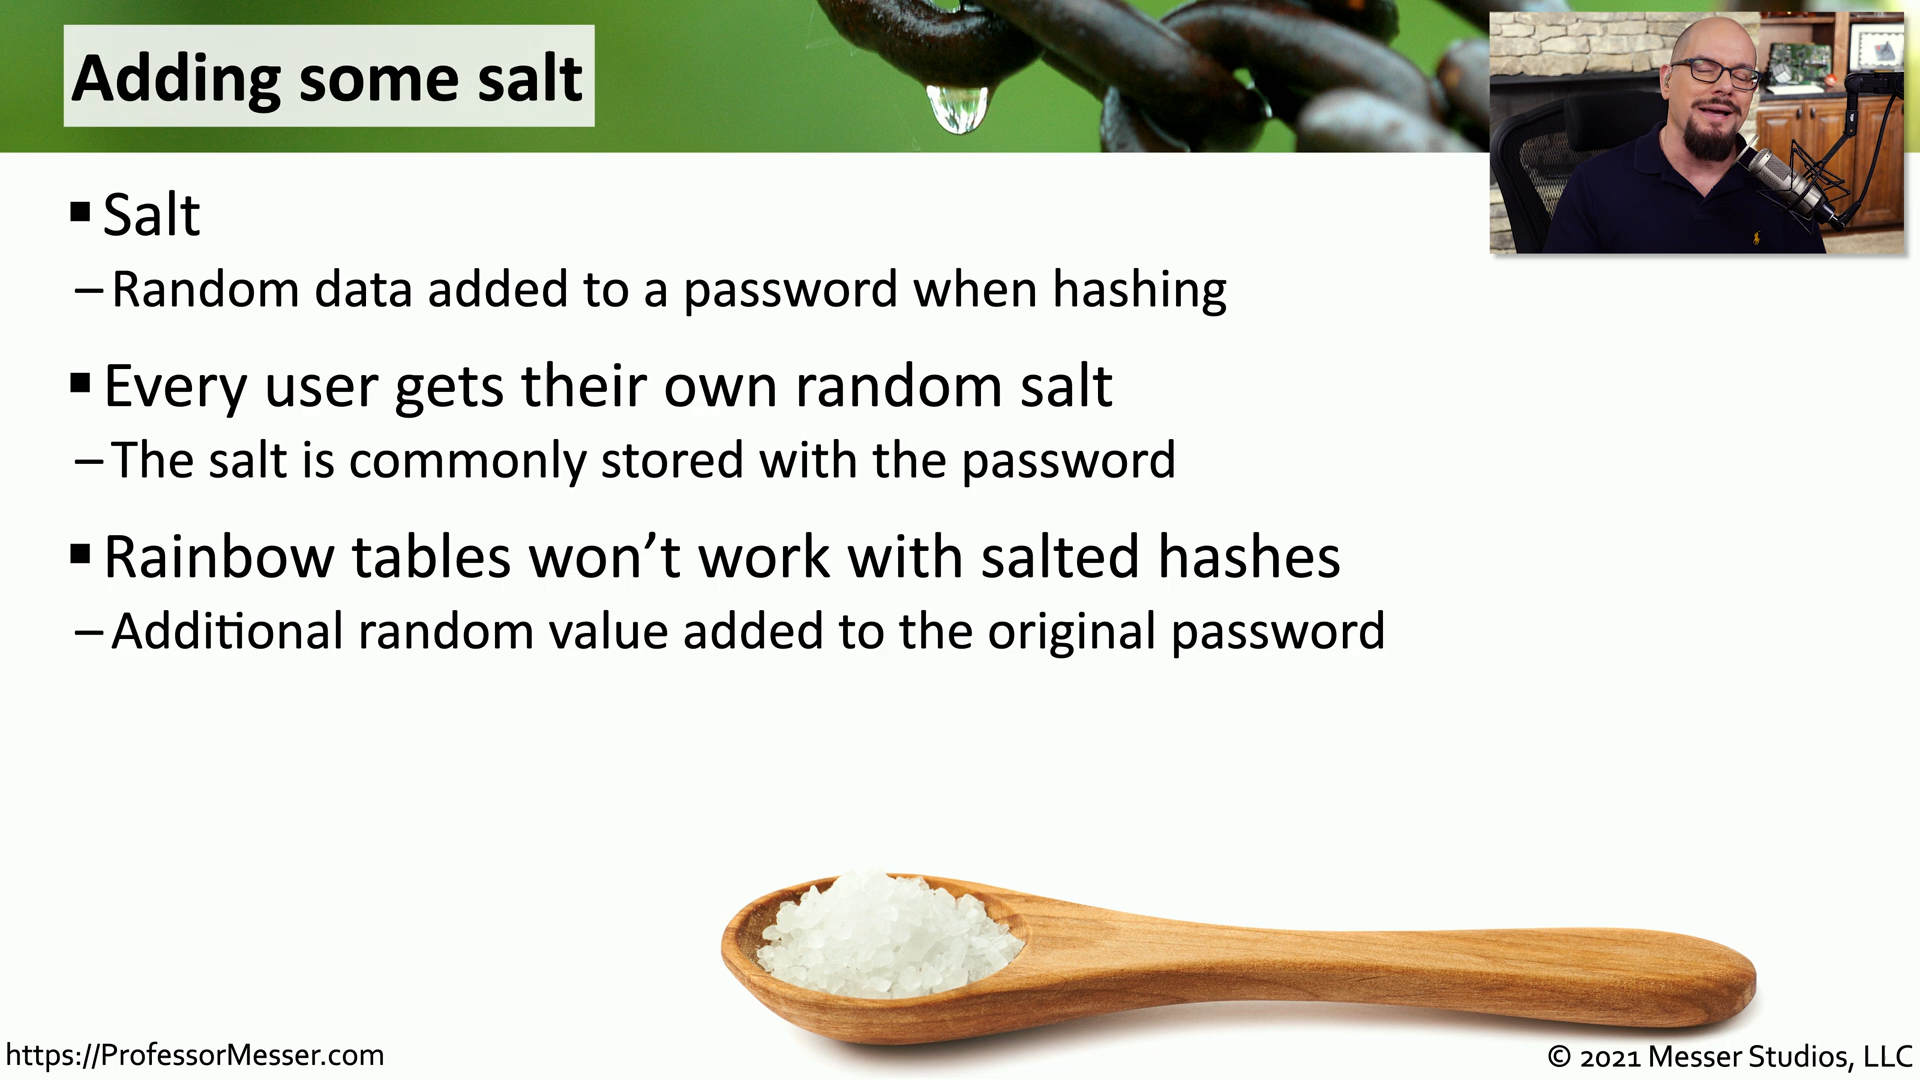 Adding some salt
▪ Salt
– Random data added to a password when hashing
▪ Every user gets their own random salt
– The salt is commonly stored with the password
▪ Rainbow tables won’t work with salted hashes
– Additional random value added to the original password
https://ProfessorMesser.com
© 2021 Messer Studios, LLC